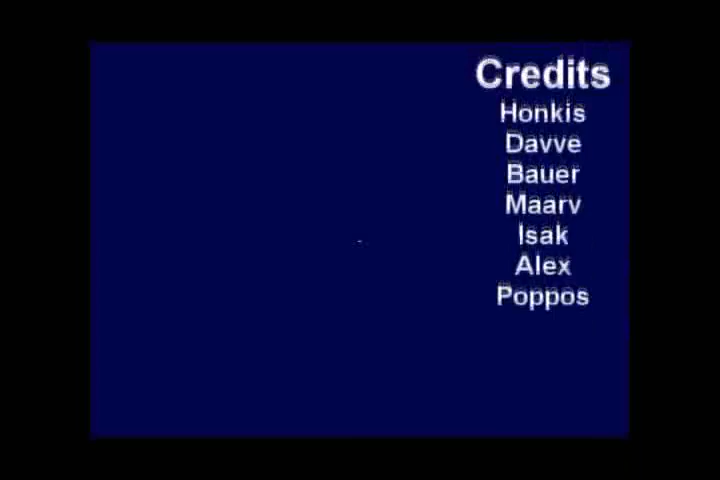 Credits
Honkis
Davve
Bauer
Maarv
Isak
Alex
Poppos